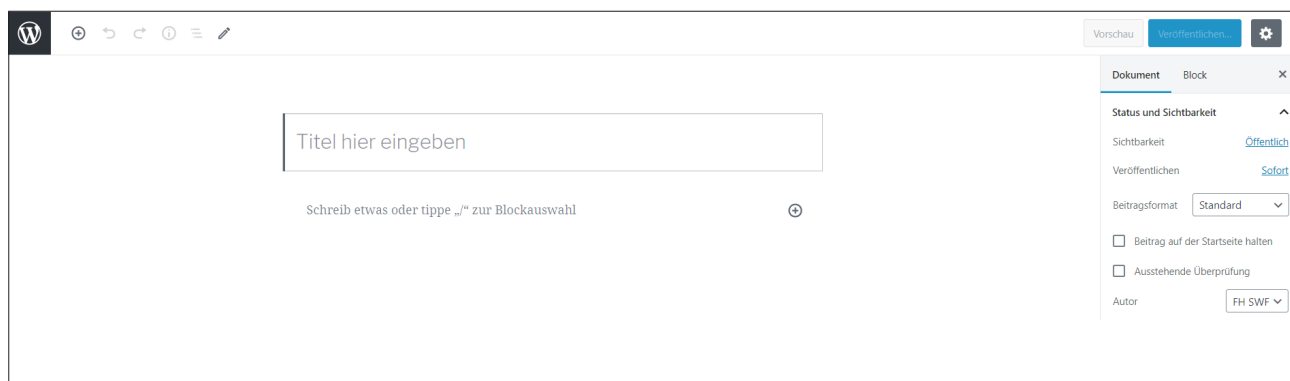 Vorschau
Veröffentlichen...
Dokument
Block
Status und Sichtbarkeit
Sichtbarkeit
Öffentlich
Veröffentlichen
Sofort
Beitragsformat
Standard
Beitrag auf der Startseite halten
Ausstehende Überprüfung
Autor
FH SWF
Titel hier eingeben
Schreib etwas oder tippe „/“ zur Blockauswahl